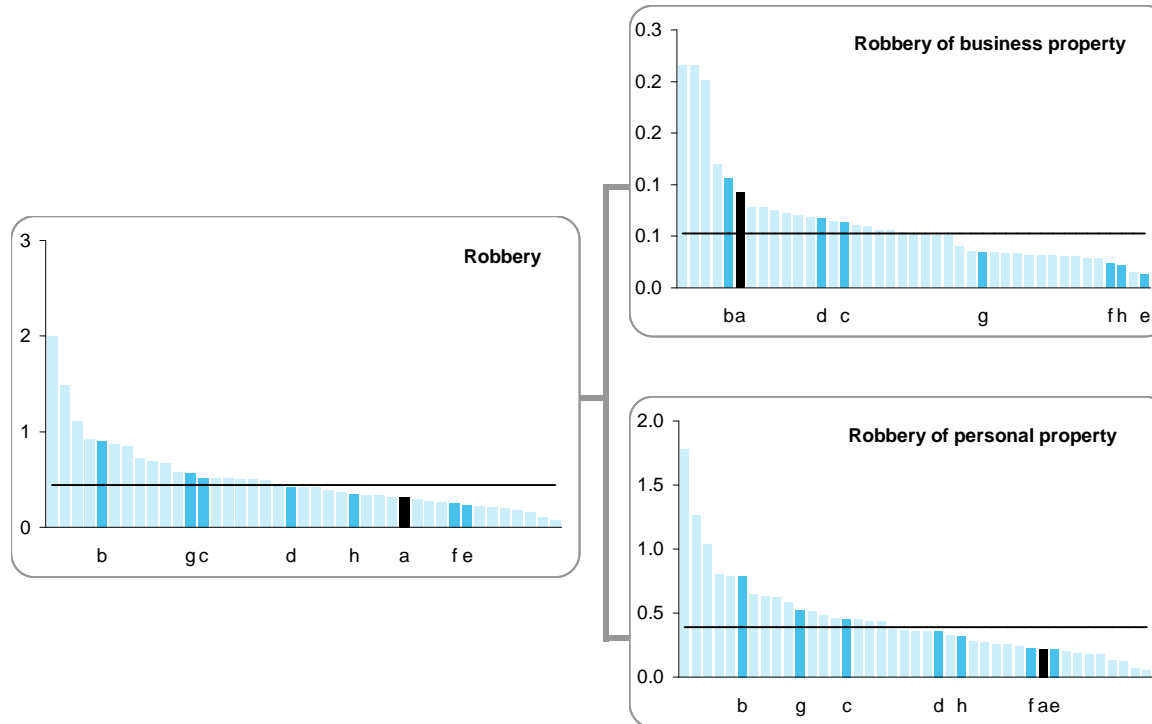 Robbery
3
2
1
0
b g c d h a f e
Robbery of business property
0.3
0.2
0.2
0.1
0.1
0.0
b a d c g f h e
Robbery of personal property
2.0
1.5
1.0
0.5
0.0
b g c d h f a e